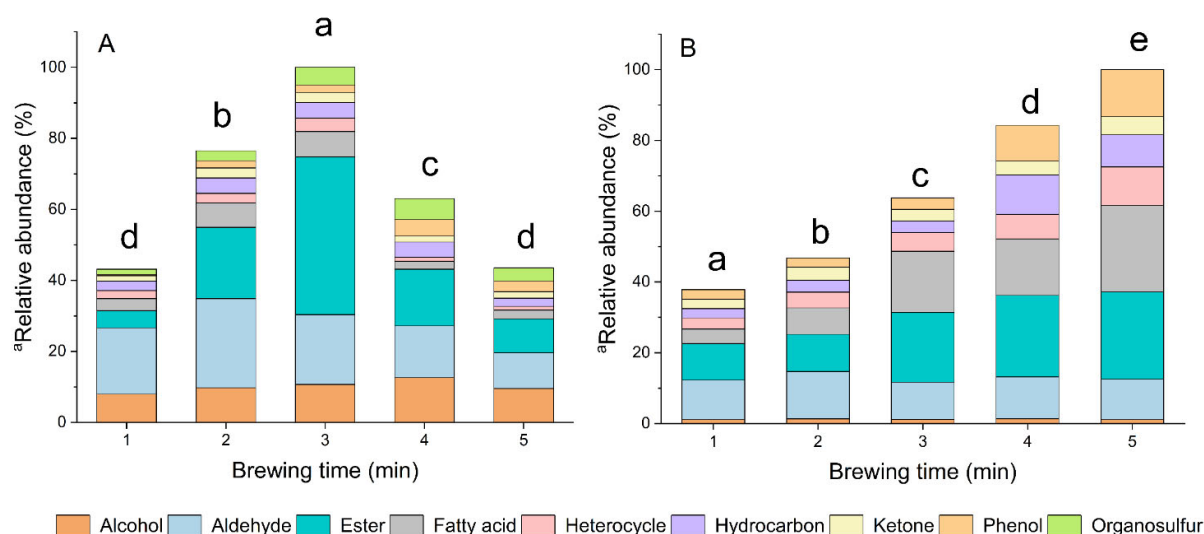 A
a
b
c
d
d
100
80
60
40
20
0
ᵃRelative abundance (%)
1 2 3 4 5
Brewing time (min)
B
e
d
c
b
a
100
80
60
40
20
0
ᵃRelative abundance (%)
1 2 3 4 5
Brewing time (min)
Alcohol Aldehyde Ester Fatty acid Heterocycle Hydrocarbon Ketone Phenol Organosulfur